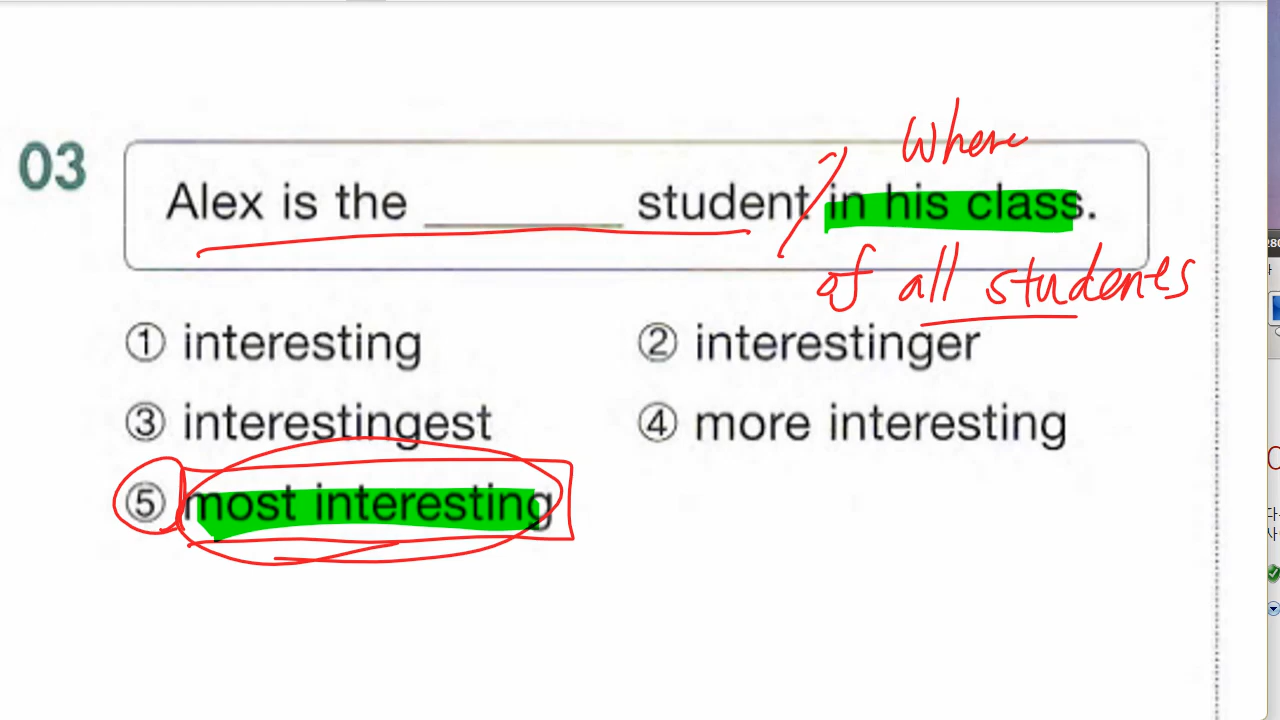 where
03
Alex is the ________ student / in his class.
of all students
① interesting ② interestinger
③ interestingest ④ more interesting
⑤ most interesting